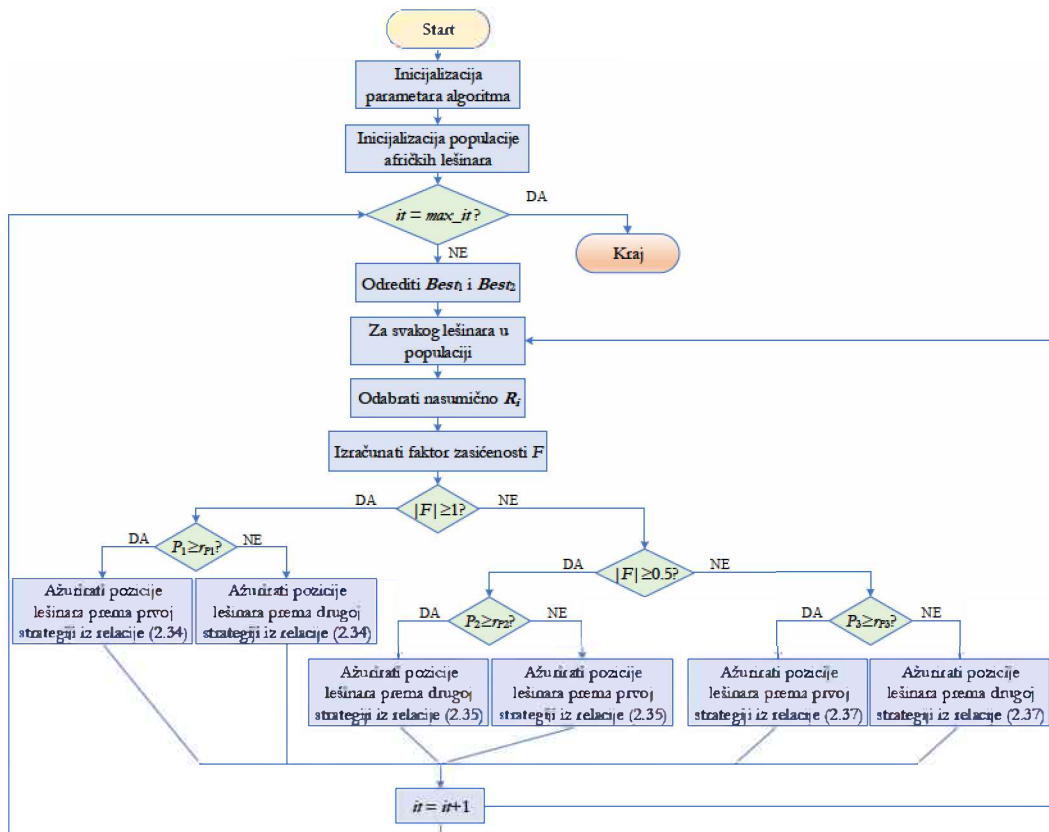 Start
Inicijalizacija
parametara algoritma
Inicijalizacija populacije
afričkih lešinara
it = max_it?
DA
Kraj
NE
Odrediti Best₁ i Best₂
Za svakog lešinara u
populaciji
Odabrati nasumično Rᵢ
Izračunati faktor zasićenosti F
DA
|F|≥1?
NE
DA
P₁≥r_P1?
NE
Ažurirati pozicije
lešinara prema prvoj
strategiji iz relacije (2.34)
Ažurirati pozicije
lešinara prema drugoj
strategiji iz relacije (2.34)
DA
|F|≥0.5?
NE
DA
P₂≥r_P2?
NE
Ažurirati pozicije
lešinara prema drugoj
strategiji iz relacije (2.35)
Ažurirati pozicije
lešinara prema prvoj
strategiji iz relacije (2.35)
DA
P₃≥r_P3?
NE
Ažurirati pozicije
lešinara prema prvoj
strategiji iz relacije (2.37)
Ažurirati pozicije
lešinara prema drugoj
strategiji iz relacije (2.37)
it = it+1